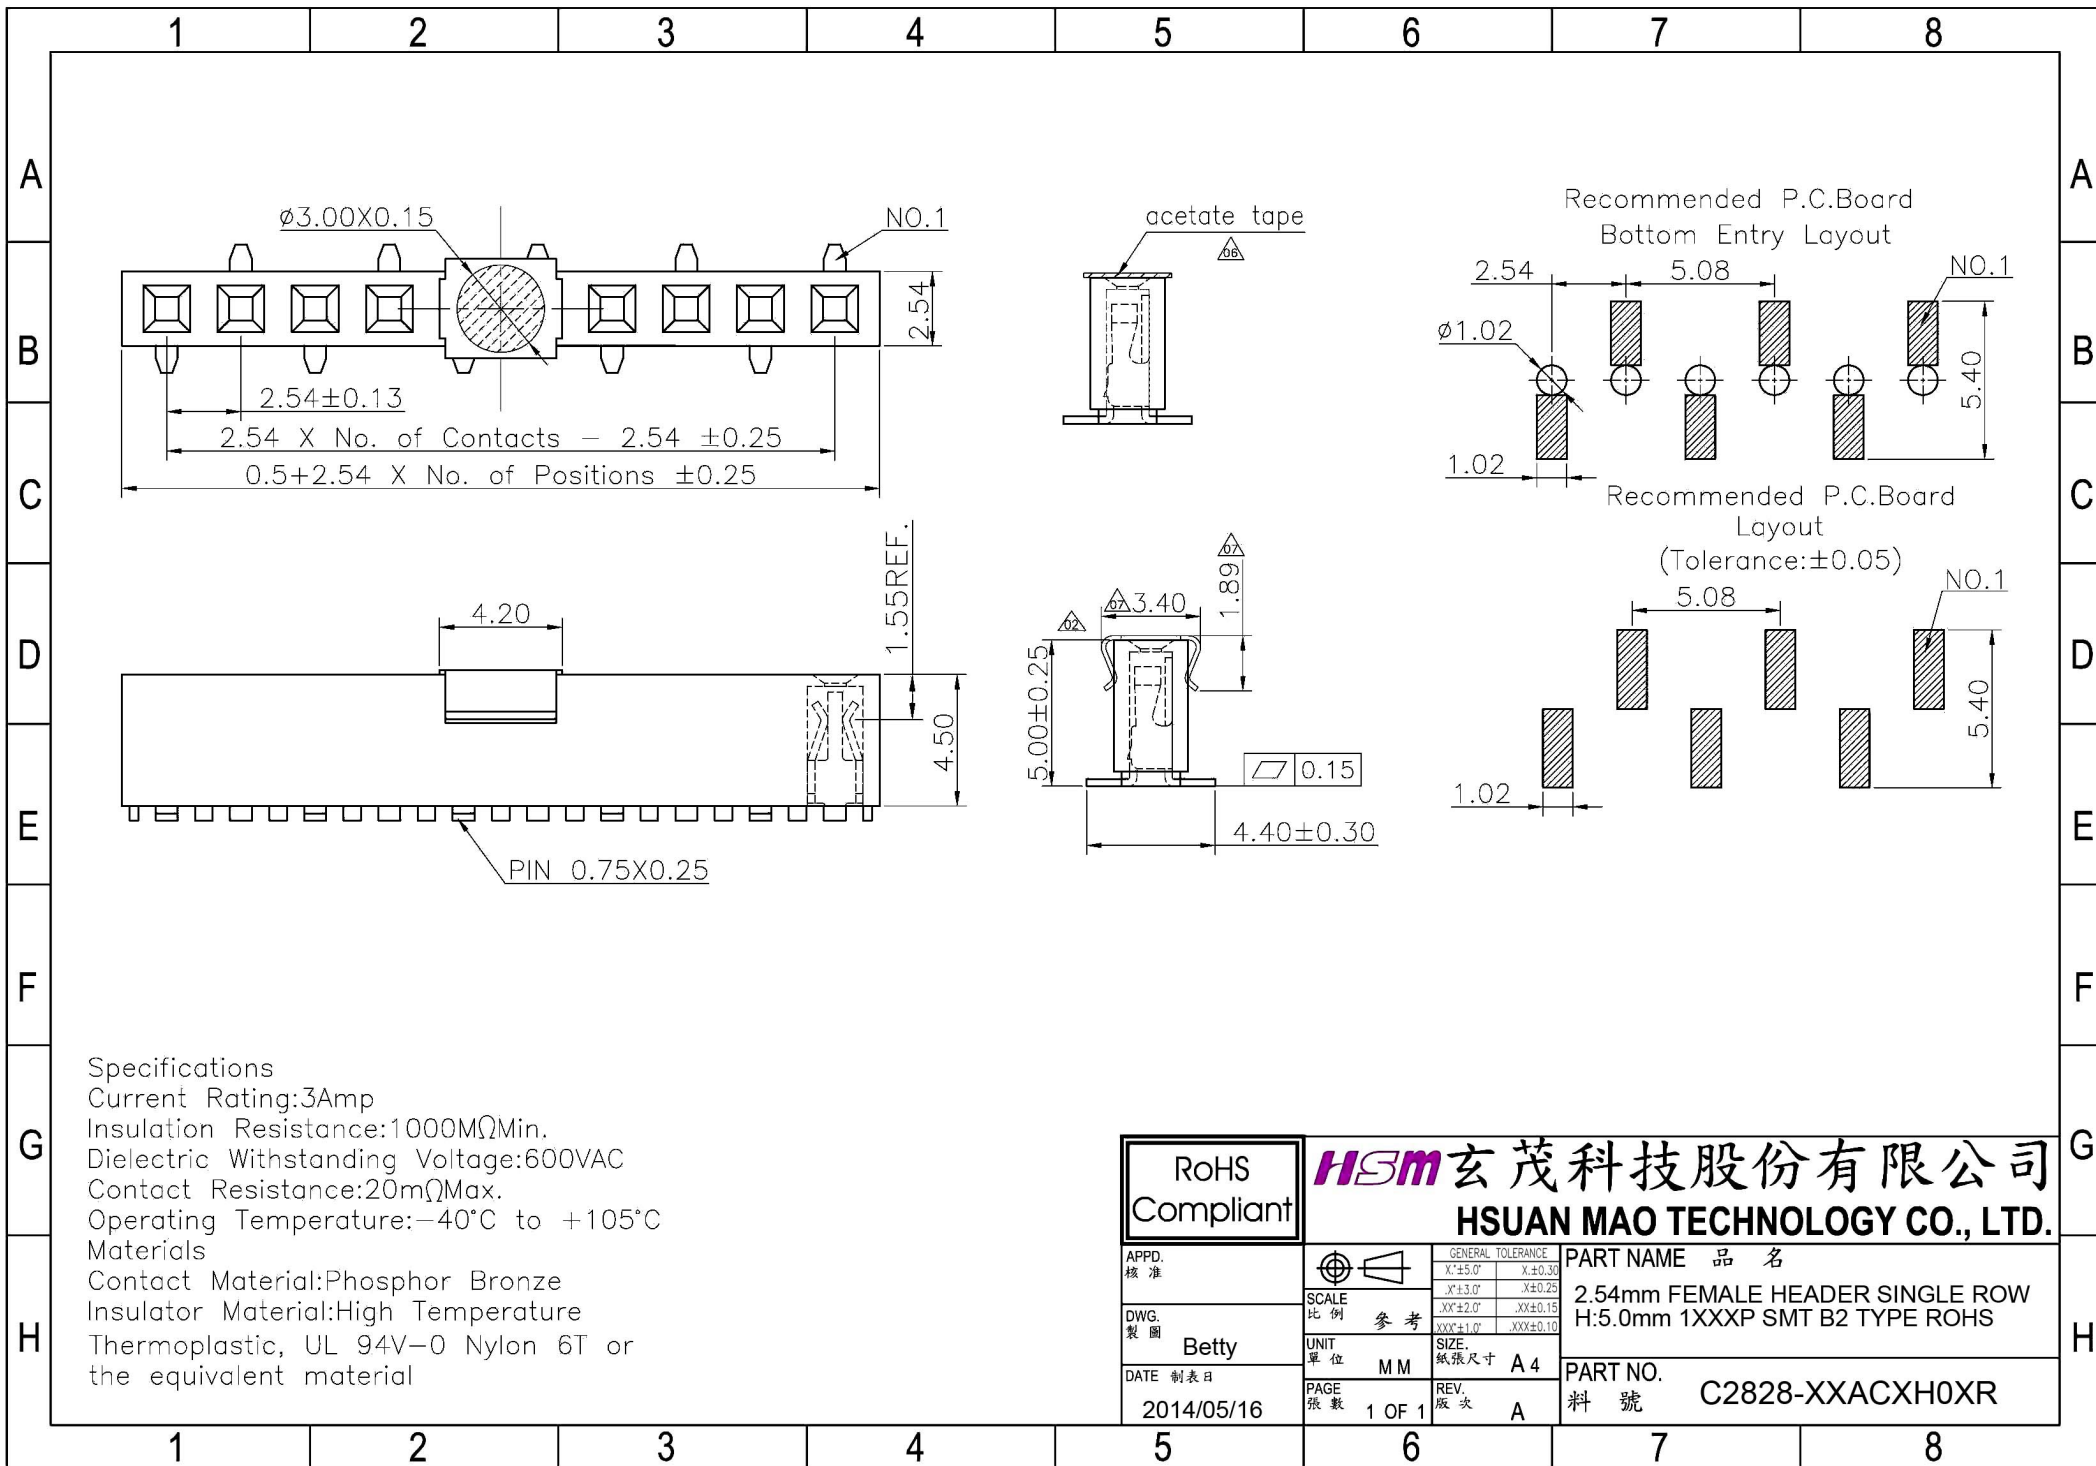 1 2 3 4 5 6 7 8
A
B
C
D
E
F
G
H
A
B
C
D
E
F
G
H
ø3.00X0.15
NO.1
2.54
2.54±0.13
2.54 X No. of Contacts - 2.54 ±0.25
0.5+2.54 X No. of Positions ±0.25
acetate tape
06
Recommended P.C.Board
Bottom Entry Layout
2.54
5.08
NO.1
ø1.02
5.40
1.02
Recommended P.C.Board
Layout
(Tolerance:±0.05)
5.08
NO.1
5.40
1.02
4.20
1.55REF.
4.50
PIN 0.75X0.25
02
07
3.40
1.89
07
5.00±0.25
0.15
4.40±0.30
Specifications
Current Rating:3Amp
Insulation Resistance:1000MΩMin.
Dielectric Withstanding Voltage:600VAC
Contact Resistance:20mΩMax.
Operating Temperature:-40°C to +105°C
Materials
Contact Material:Phosphor Bronze
Insulator Material:High Temperature
Thermoplastic, UL 94V-0 Nylon 6T or
the equivalent material
RoHS
Compliant
HSM 玄茂科技股份有限公司
HSUAN MAO TECHNOLOGY CO., LTD.
APPD.
核 准
DWG.
製 圖
Betty
DATE 制表日
2014/05/16
SCALE
比 例 參 考
UNIT
單 位 MM
PAGE
張 數 1 OF 1
GENERAL TOLERANCE
X.°±5.0° X.±0.30
.X°±3.0° .X±0.25
.XX°±2.0° .XX±0.15
.XXX°±1.0° .XXX±0.10
SIZE.
紙張尺寸 A4
REV.
版 次 A
PART NAME 品 名
2.54mm FEMALE HEADER SINGLE ROW
H:5.0mm 1XXXP SMT B2 TYPE ROHS
PART NO.
料 號
C2828-XXACXH0XR
1 2 3 4 5 6 7 8